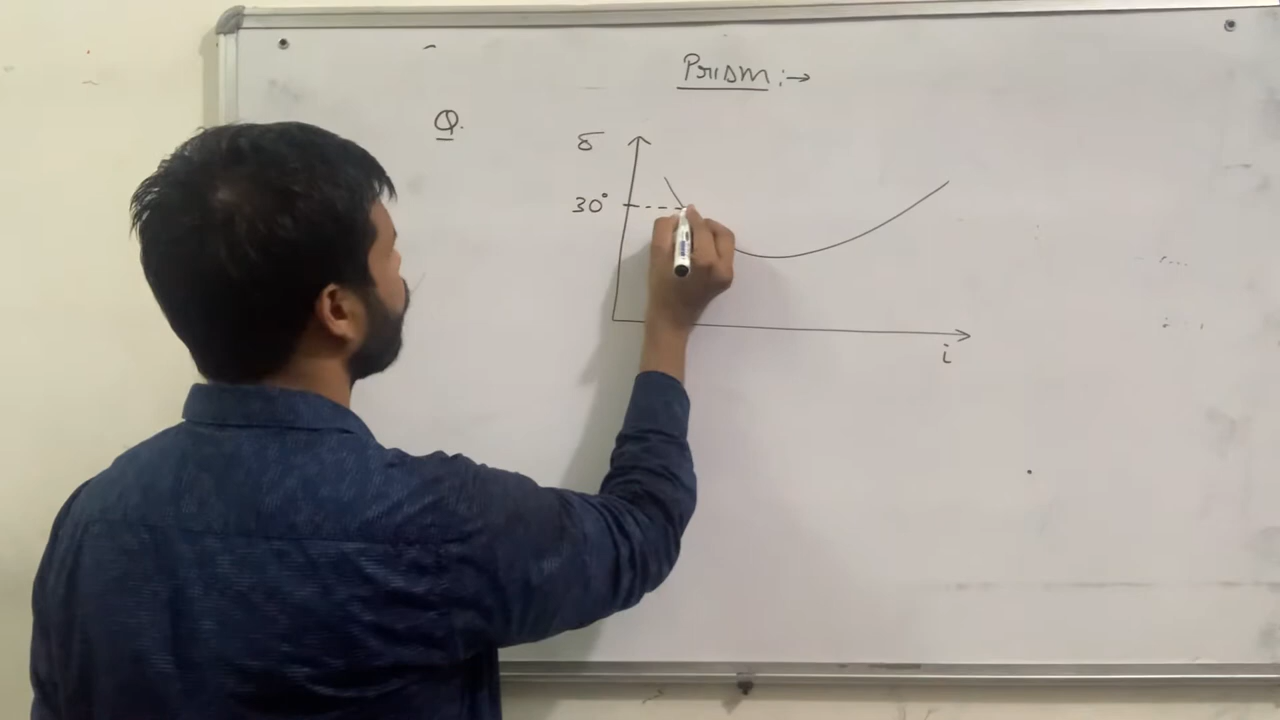 Prism :→
Q.
δ
30°
i